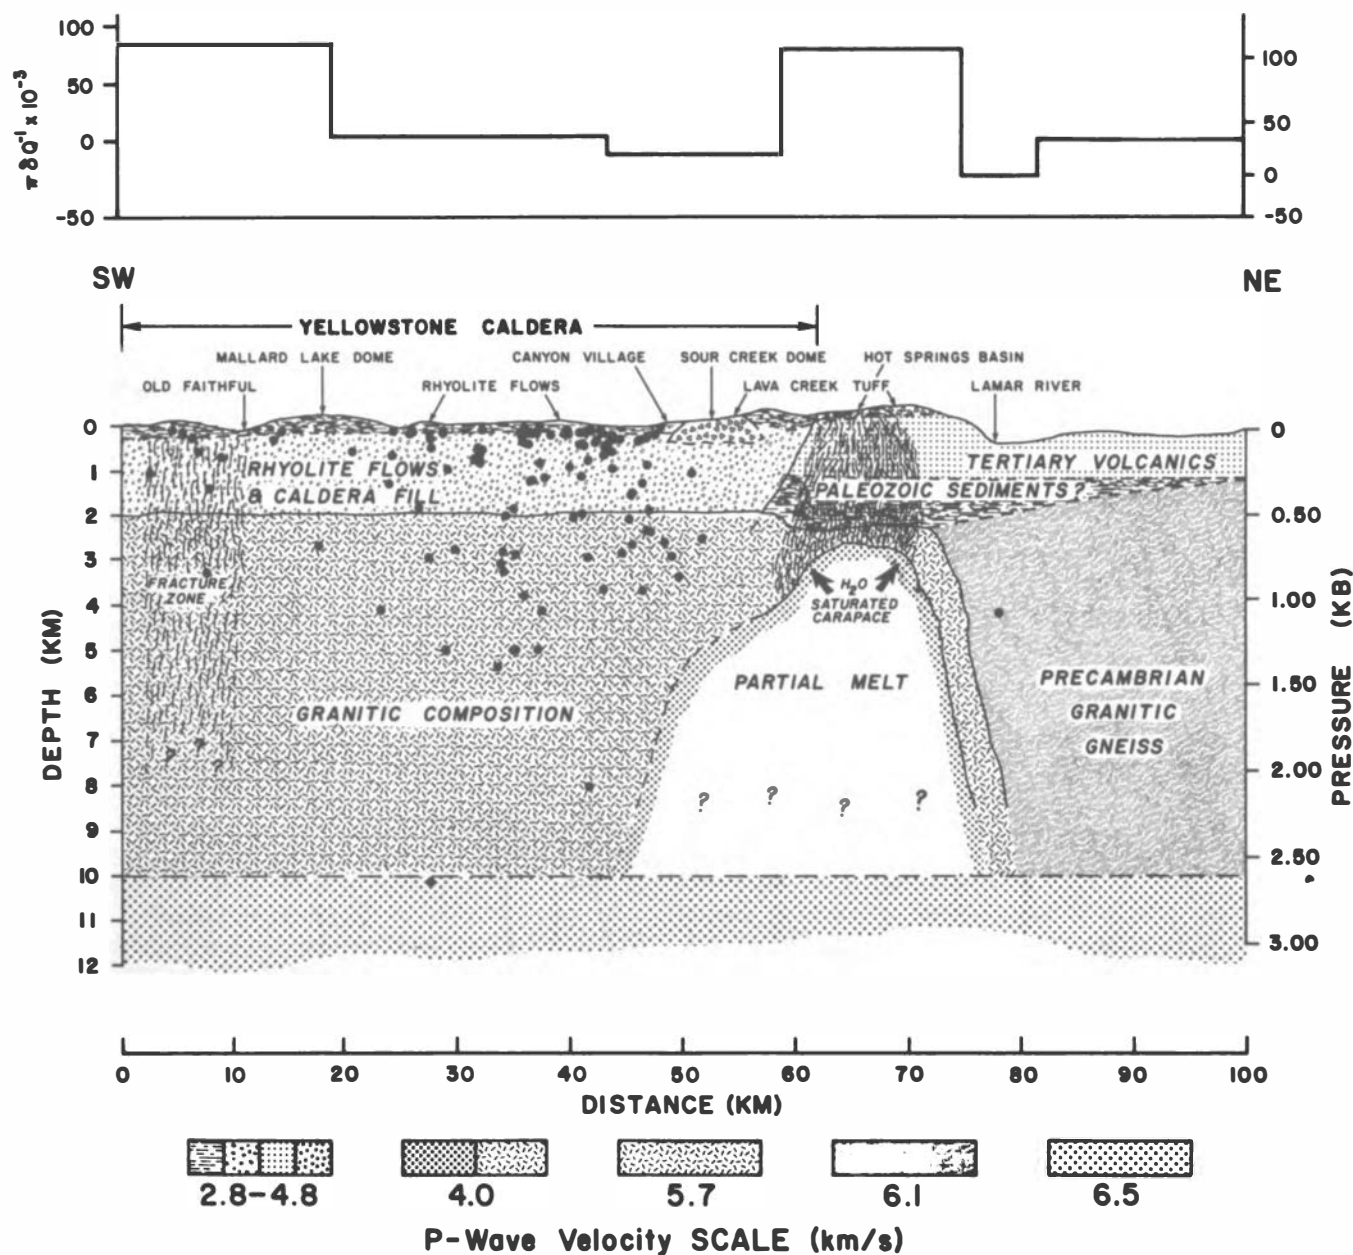 100
50
0
-50
π δ Q⁻¹ x 10⁻³
100
50
0
-50
SW
NE
YELLOWSTONE CALDERA
MALLARD LAKE DOME
CANYON VILLAGE
SOUR CREEK DOME
HOT SPRINGS BASIN
OLD FAITHFUL
RHYOLITE FLOWS
LAVA CREEK TUFF
LAMAR RIVER
0
1
2
3
4
5
6
7
8
9
10
11
12
DEPTH (KM)
RHYOLITE FLOWS
& CALDERA FILL
TERTIARY VOLCANICS
PALEOZOIC SEDIMENTS?
FRACTURE
ZONE
H₂O
SATURATED
CARAPACE
PARTIAL MELT
GRANITIC COMPOSITION
PRECAMBRIAN
GRANITIC
GNEISS
? ? ?
? ? ? ?
0
0.50
1.00
1.50
2.00
2.50
3.00
PRESSURE (KB)
0 10 20 30 40 50 60 70 80 90 100
DISTANCE (KM)
2.8-4.8 4.0 5.7 6.1 6.5
P-Wave Velocity SCALE (km/s)